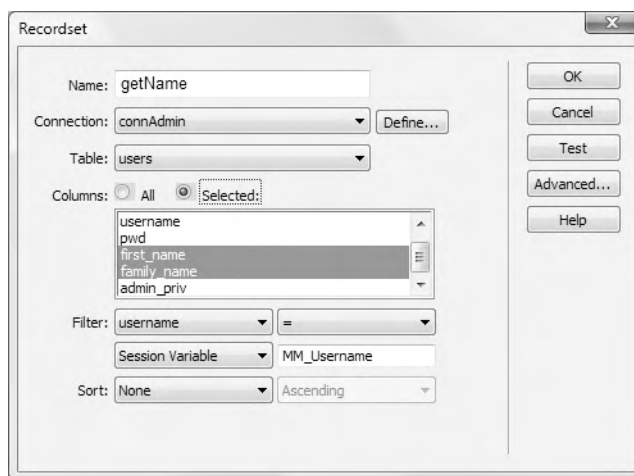 Recordset
Name: getName
OK
Connection: connAdmin Define...
Cancel
Table: users
Test
Columns: All Selected:
Advanced...
username
Help
pwd
first_name
family_name
admin_priv
Filter: username =
Session Variable MM_Username
Sort: None Ascending